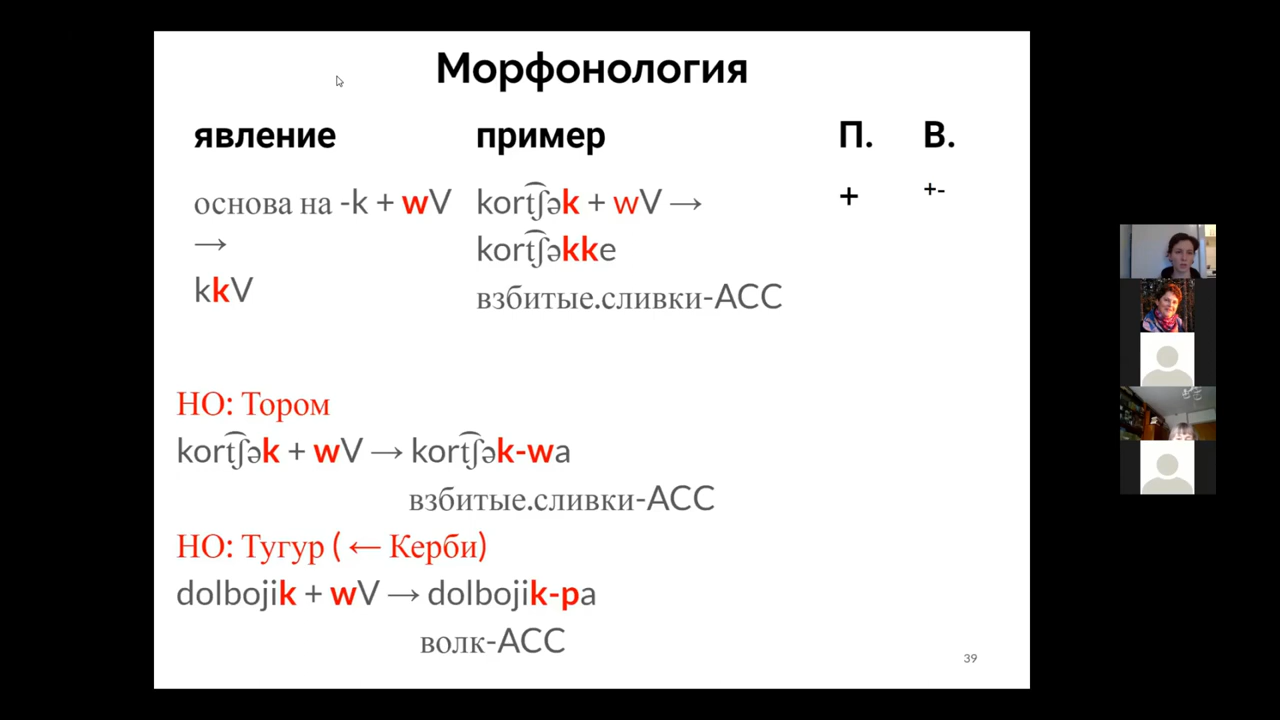 Морфонология
явление пример П. В.
основа на -k + wV kort͡ʃək + wV → + +-
→ kort͡ʃəkke
kkV взбитые.сливки-ACC
НО: Тором
kort͡ʃək + wV → kort͡ʃək-wa
взбитые.сливки-ACC
НО: Тугур ( ← Керби)
dolbojik + wV → dolbojik-pa
волк-ACC
39